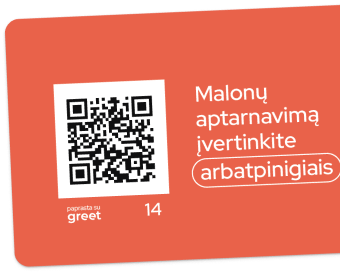 Malonų
aptarnavimą
įvertinkite
arbatpinigiais
paprasta su
greet
14